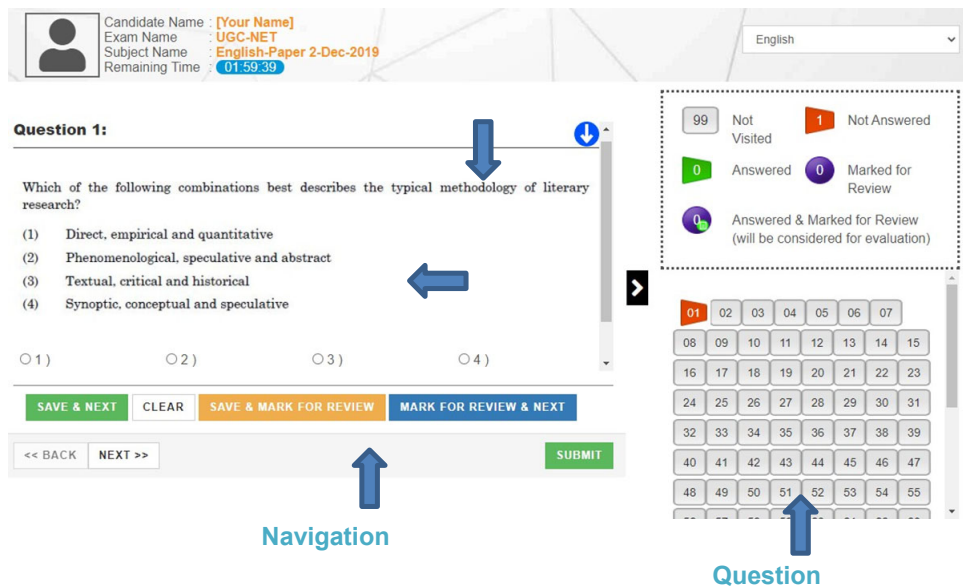 Candidate Name : [Your Name]
Exam Name : UGC-NET
Subject Name : English-Paper 2-Dec-2019
Remaining Time : 01:59:39
English
Question 1:
Which of the following combinations best describes the typical methodology of literary
research?
(1) Direct, empirical and quantitative
(2) Phenomenological, speculative and abstract
(3) Textual, critical and historical
(4) Synoptic, conceptual and speculative
1 )
2 )
3 )
4 )
SAVE & NEXT
CLEAR
SAVE & MARK FOR REVIEW
MARK FOR REVIEW & NEXT
<< BACK
NEXT >>
SUBMIT
Navigation
99 Not
Visited
1 Not Answered
0 Answered
0 Marked for
Review
0 Answered & Marked for Review
(will be considered for evaluation)
01 02 03 04 05 06 07
08 09 10 11 12 13 14 15
16 17 18 19 20 21 22 23
24 25 26 27 28 29 30 31
32 33 34 35 36 37 38 39
40 41 42 43 44 45 46 47
48 49 50 51 52 53 54 55
Question